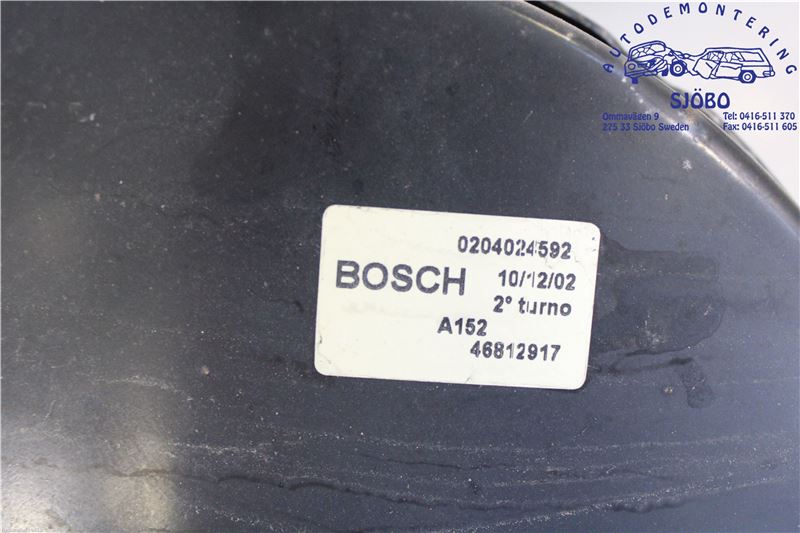 AUTODEMONTERING
SJÖBO
Ommavägen 9
275 33 Sjöbo Sweden
Tel: 0416-511 370
Fax: 0416-511 605
0204024592
BOSCH 10/12/02
2° turno
A152
46812917